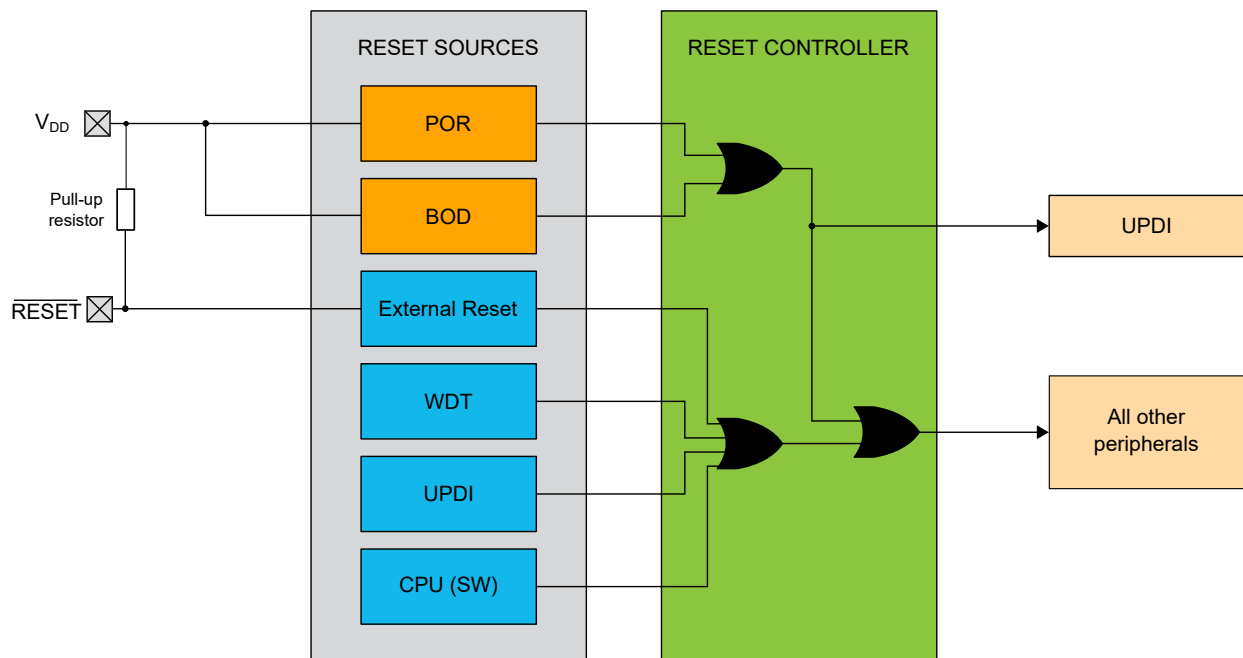 RESET SOURCES
RESET CONTROLLER
VDD
POR
Pull-up
resistor
BOD
UPDI
RESET
External Reset
WDT
All other
peripherals
UPDI
CPU (SW)